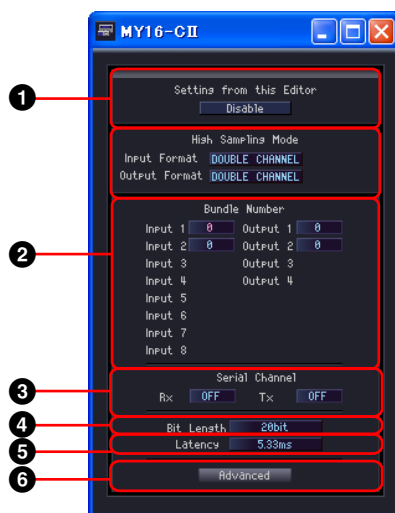 MY16-CII
1
Setting from this Editor
Disable
High Sampling Mode
Input Format DOUBLE CHANNEL
Output Format DOUBLE CHANNEL
2
Bundle Number
Input 1 0 Output 1 0
Input 2 0 Output 2 0
Input 3 Output 3
Input 4 Output 4
Input 5
Input 6
Input 7
Input 8
3
Serial Channel
Rx OFF Tx OFF
4
Bit Length 20bit
5
Latency 5.33ms
6
Advanced